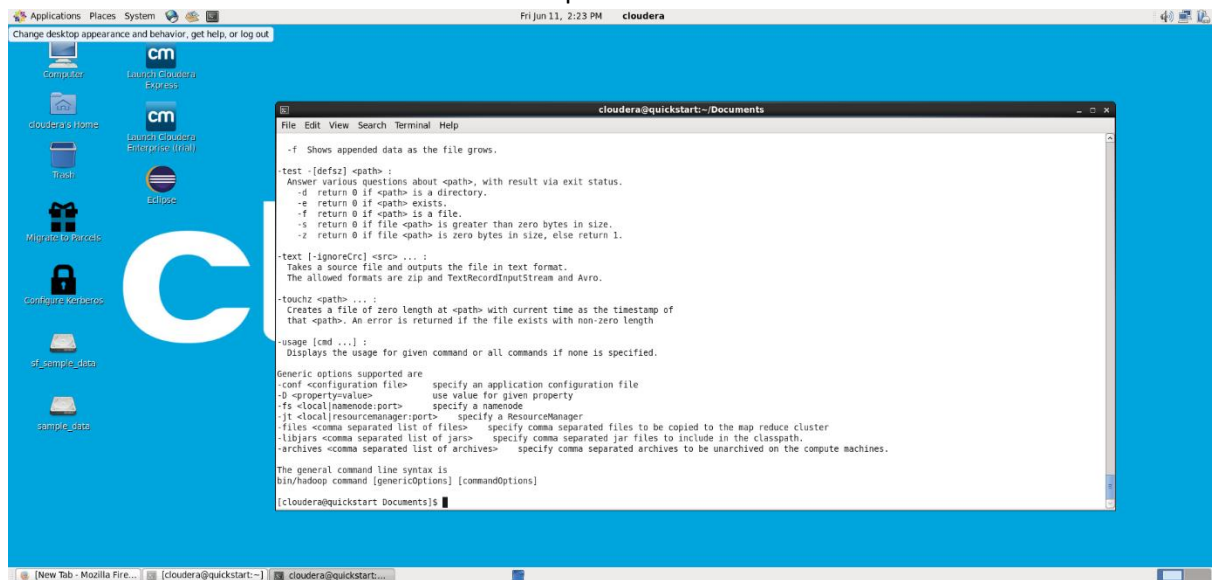 Applications Places System
Fri Jun 11, 2:23 PM cloudera
Change desktop appearance and behavior, get help, or log out
Computer
cm
Launch Cloudera
Express
cloudera's Home
cm
Launch Cloudera
Enterprise (trial)
Trash
Eclipse
Migrate to Parcels
Configure Kerberos
sf_sample_data
sample_data
cl
cloudera@quickstart:~/Documents
File Edit View Search Terminal Help
-f Shows appended data as the file grows.
-test -[defsz] <path> :
Answer various questions about <path>, with result via exit status.
-d return 0 if <path> is a directory.
-e return 0 if <path> exists.
-f return 0 if <path> is a file.
-s return 0 if file <path> is greater than zero bytes in size.
-z return 0 if file <path> is zero bytes in size, else return 1.
-text [-ignoreCrc] <src> ... :
Takes a source file and outputs the file in text format.
The allowed formats are zip and TextRecordInputStream and Avro.
-touchz <path> ... :
Creates a file of zero length at <path> with current time as the timestamp of
that <path>. An error is returned if the file exists with non-zero length
-usage [cmd ...] :
Displays the usage for given command or all commands if none is specified.
Generic options supported are
-conf <configuration file> specify an application configuration file
-D <property=value> use value for given property
-fs <local|namenode:port> specify a namenode
-jt <local|resourcemanager:port> specify a ResourceManager
-files <comma separated list of files> specify comma separated files to be copied to the map reduce cluster
-libjars <comma separated list of jars> specify comma separated jar files to include in the classpath.
-archives <comma separated list of archives> specify comma separated archives to be unarchived on the compute machines.
The general command line syntax is
bin/hadoop command [genericOptions] [commandOptions]
[cloudera@quickstart Documents]$
[New Tab - Mozilla Fire... [cloudera@quickstart:~] cloudera@quickstart:...